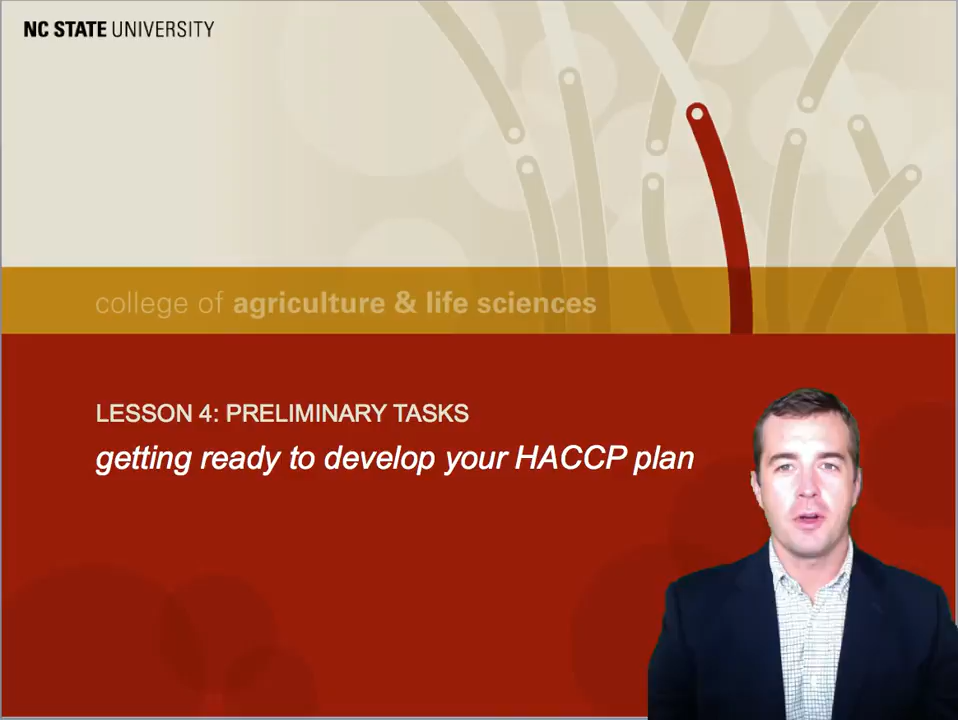 NC STATE UNIVERSITY
college of agriculture & life sciences
LESSON 4: PRELIMINARY TASKS
getting ready to develop your HACCP plan